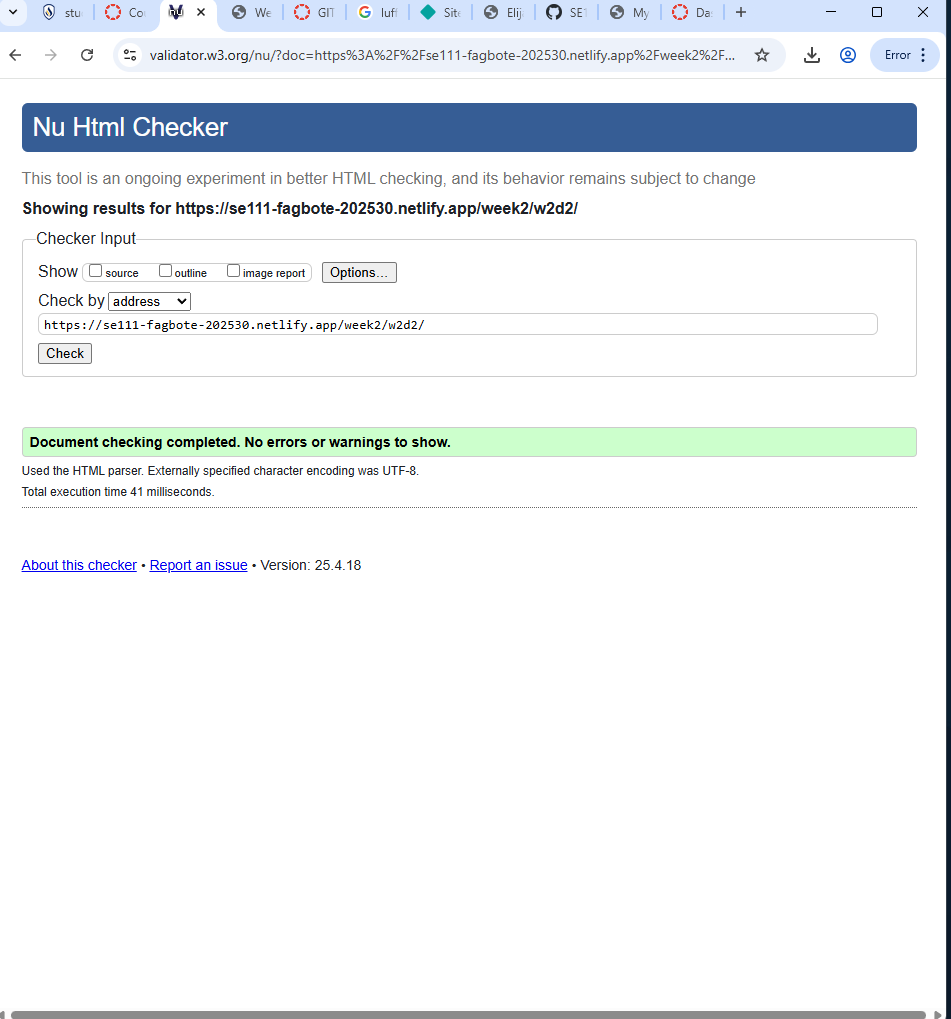 stu
Co
We
GIT
luff
Site
Elij
SE1
My
Da
validator.w3.org/nu/?doc=https%3A%2F%2Fse111-fagbote-202530.netlify.app%2Fweek2%2F...
Error
Nu Html Checker
This tool is an ongoing experiment in better HTML checking, and its behavior remains subject to change
Showing results for https://se111-fagbote-202530.netlify.app/week2/w2d2/
Checker Input
Show source outline image report Options...
Check by address
https://se111-fagbote-202530.netlify.app/week2/w2d2/
Check
Document checking completed. No errors or warnings to show.
Used the HTML parser. Externally specified character encoding was UTF-8.
Total execution time 41 milliseconds.
About this checker • Report an issue • Version: 25.4.18